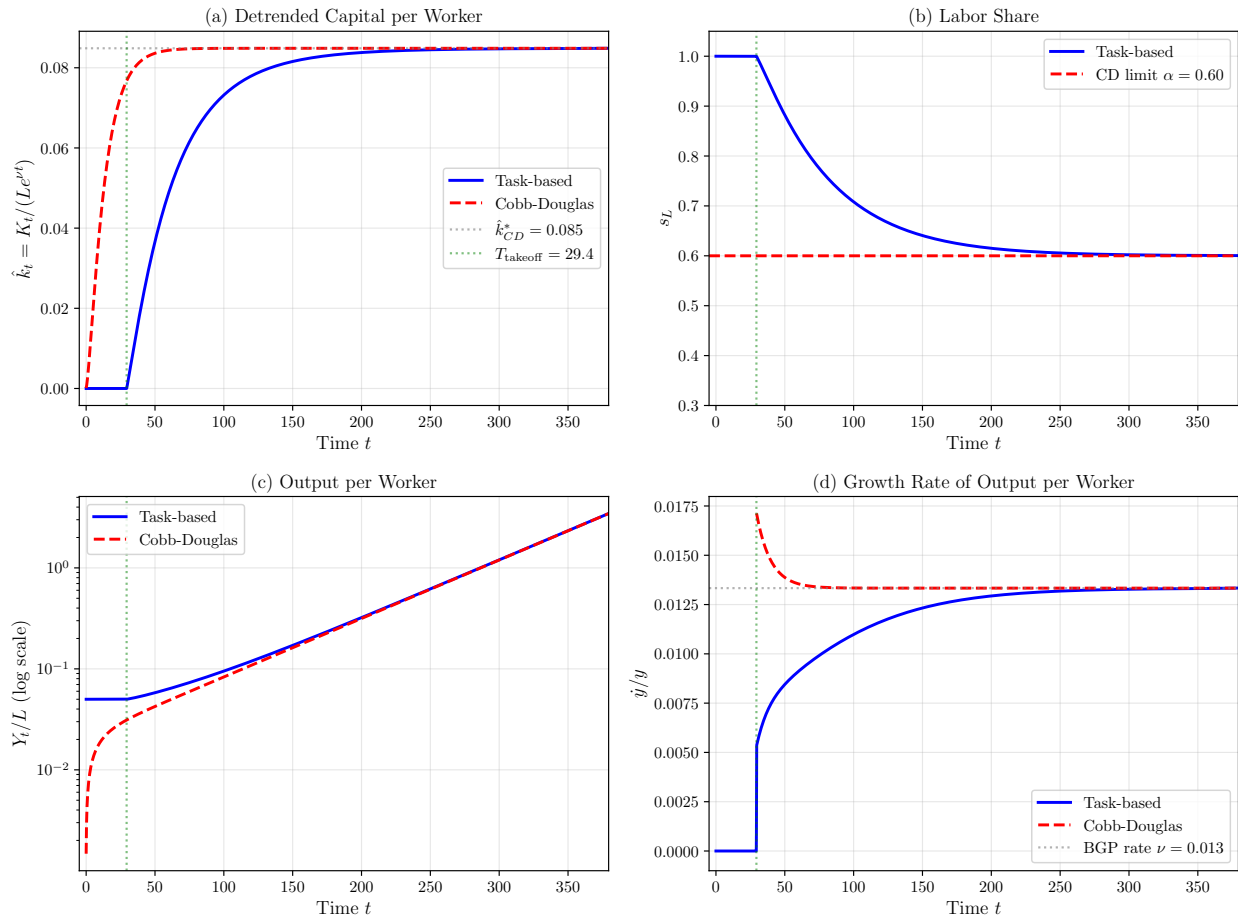 (a) Detrended Capital per Worker
0.08
0.06
0.04
0.02
0.00
k̂_t = K_t/(Le^{νt})
Task-based
Cobb-Douglas
k̂*_{CD} = 0.085
T_{takeoff} = 29.4
0 50 100 150 200 250 300 350
Time t
(b) Labor Share
1.0
0.9
0.8
0.7
0.6
0.5
0.4
0.3
s_L
Task-based
CD limit α = 0.60
0 50 100 150 200 250 300 350
Time t
(c) Output per Worker
10^0
10^{-1}
10^{-2}
Y_t/L (log scale)
Task-based
Cobb-Douglas
0 50 100 150 200 250 300 350
Time t
(d) Growth Rate of Output per Worker
0.0175
0.0150
0.0125
0.0100
0.0075
0.0050
0.0025
0.0000
ẏ/y
Task-based
Cobb-Douglas
BGP rate ν = 0.013
0 50 100 150 200 250 300 350
Time t